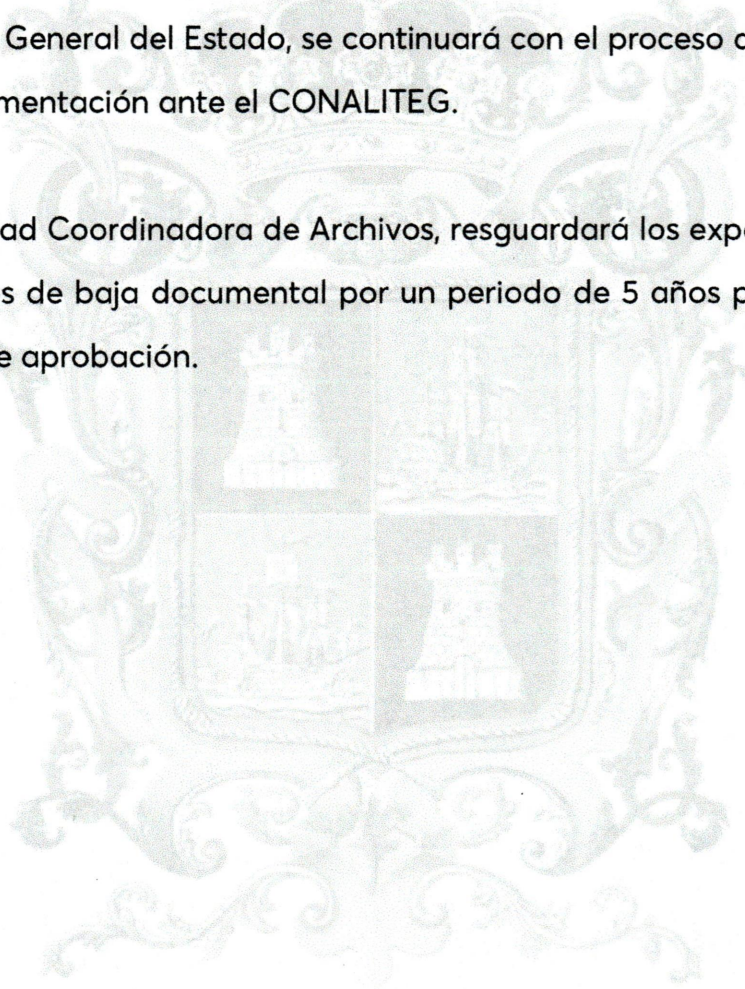 General del Estado, se continuará con el proceso
mentación ante el CONALITEG.
ad Coordinadora de Archivos, resguardará los exp
s de baja documental por un periodo de 5 años p
e aprobación.